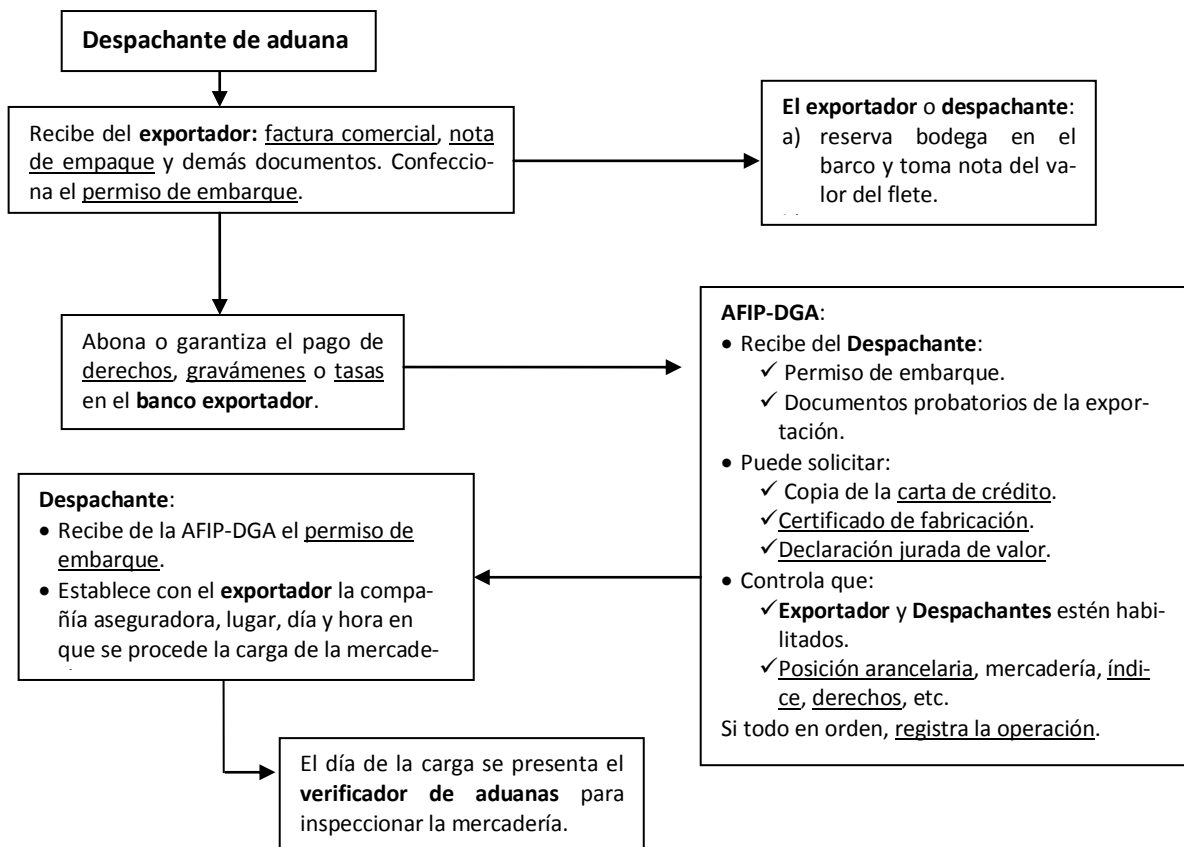 Despachante de aduana
Recibe del exportador: factura comercial, nota
de empaque y demás documentos. Confeccio-
na el permiso de embarque.
El exportador o despachante:
a) reserva bodega en el
barco y toma nota del va-
lor del flete.
Abona o garantiza el pago de
derechos, gravámenes o tasas
en el banco exportador.
AFIP-DGA:
• Recibe del Despachante:
✓ Permiso de embarque.
✓ Documentos probatorios de la expor-
tación.
• Puede solicitar:
✓ Copia de la carta de crédito.
✓ Certificado de fabricación.
✓ Declaración jurada de valor.
• Controla que:
✓ Exportador y Despachantes estén habi-
litados.
✓ Posición arancelaria, mercadería, índi-
ce, derechos, etc.
Si todo en orden, registra la operación.
Despachante:
• Recibe de la AFIP-DGA el permiso de
embarque.
• Establece con el exportador la compa-
ñía aseguradora, lugar, día y hora en
que se procede la carga de la mercade-
El día de la carga se presenta el
verificador de aduanas para
inspeccionar la mercadería.